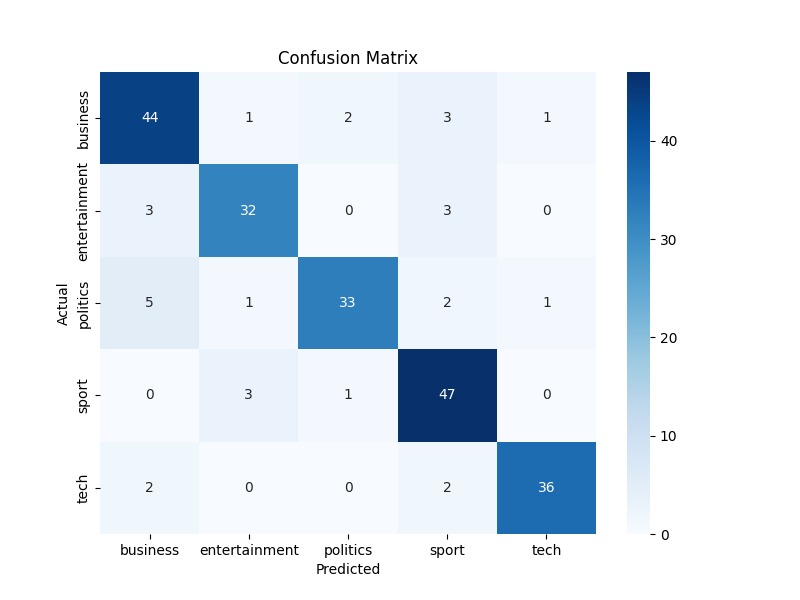 Confusion Matrix
Actual
business
44 1 2 3 1
entertainment
3 32 0 3 0
politics
5 1 33 2 1
sport
0 3 1 47 0
tech
2 0 0 2 36
business entertainment politics sport tech
Predicted
40
30
20
10
0